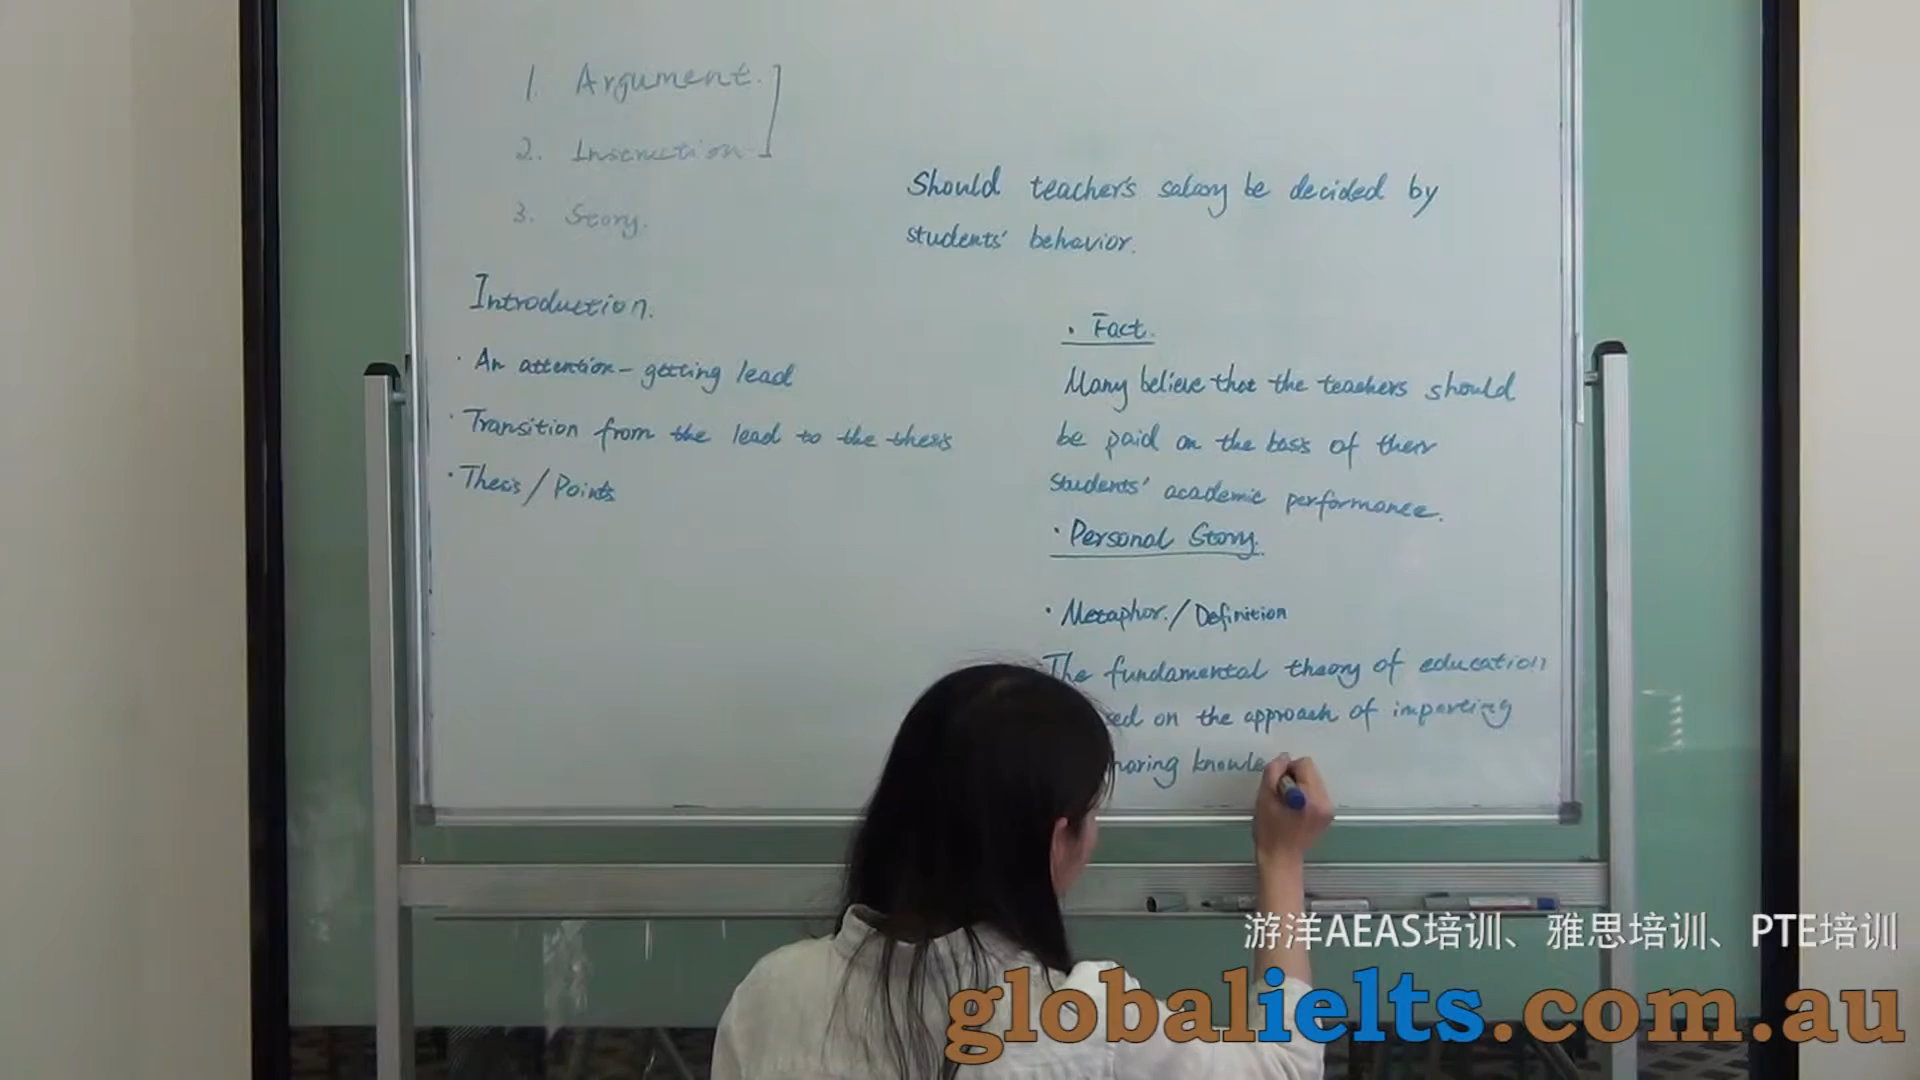 1. Argument.
2. Instruction
3. Story.
Should teacher's salary be decided by
students' behavior.
Introduction.
· An attention-getting lead
· Transition from the lead to the thesis
· Thesis/Points
· Fact.
Many believe that the teachers should
be paid on the basis of their
students' academic performance.
· Personal Story.
· Metaphor./Definition
The fundamental theory of education
on the approach of imparting
游洋AEAS培训、雅思培训、PTE培训
globalielts.com.au